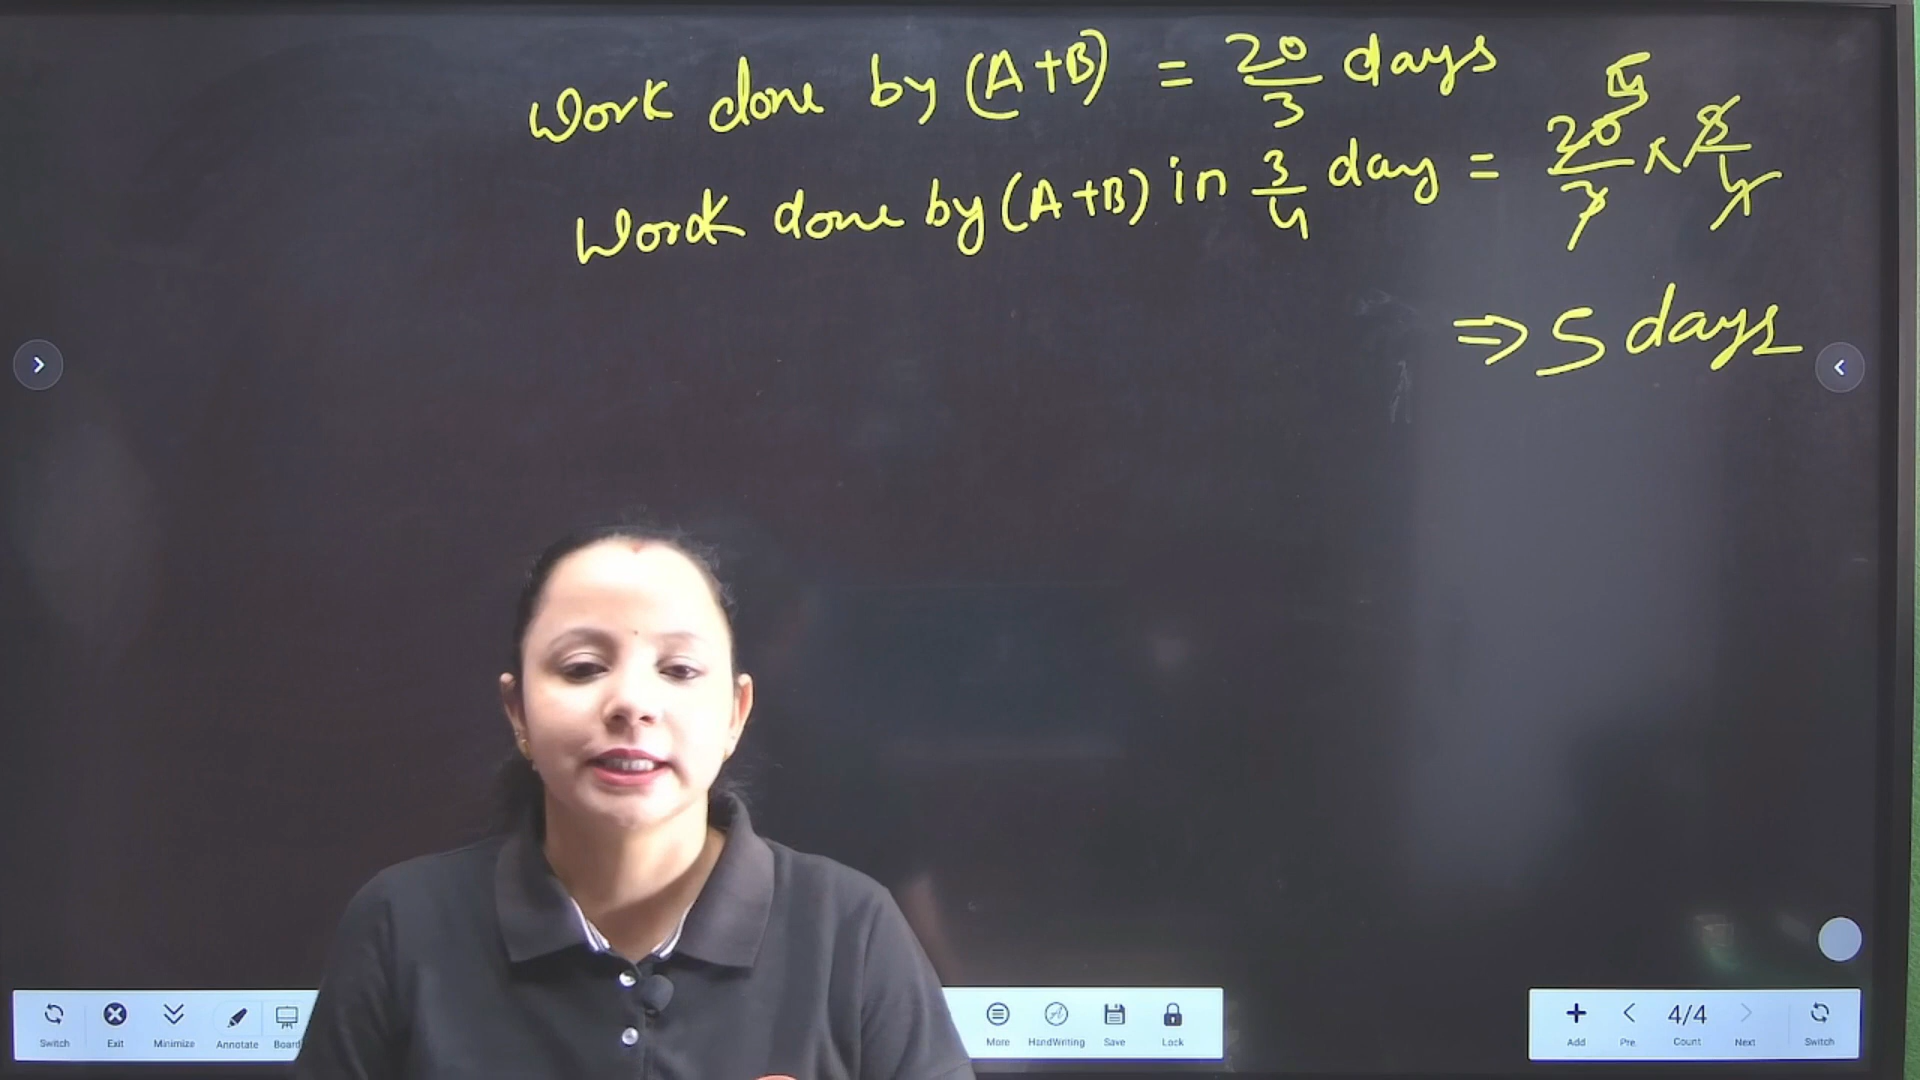 Work done by (A+B) = 20/3 days
Work done by (A+B) in 3/4 day = 20/3 × 3/4 5
⇒ 5 days
Switch Exit Minimize Annotate Board More HandWriting Save Lock
4/4
Add Pre. Count Next Switch